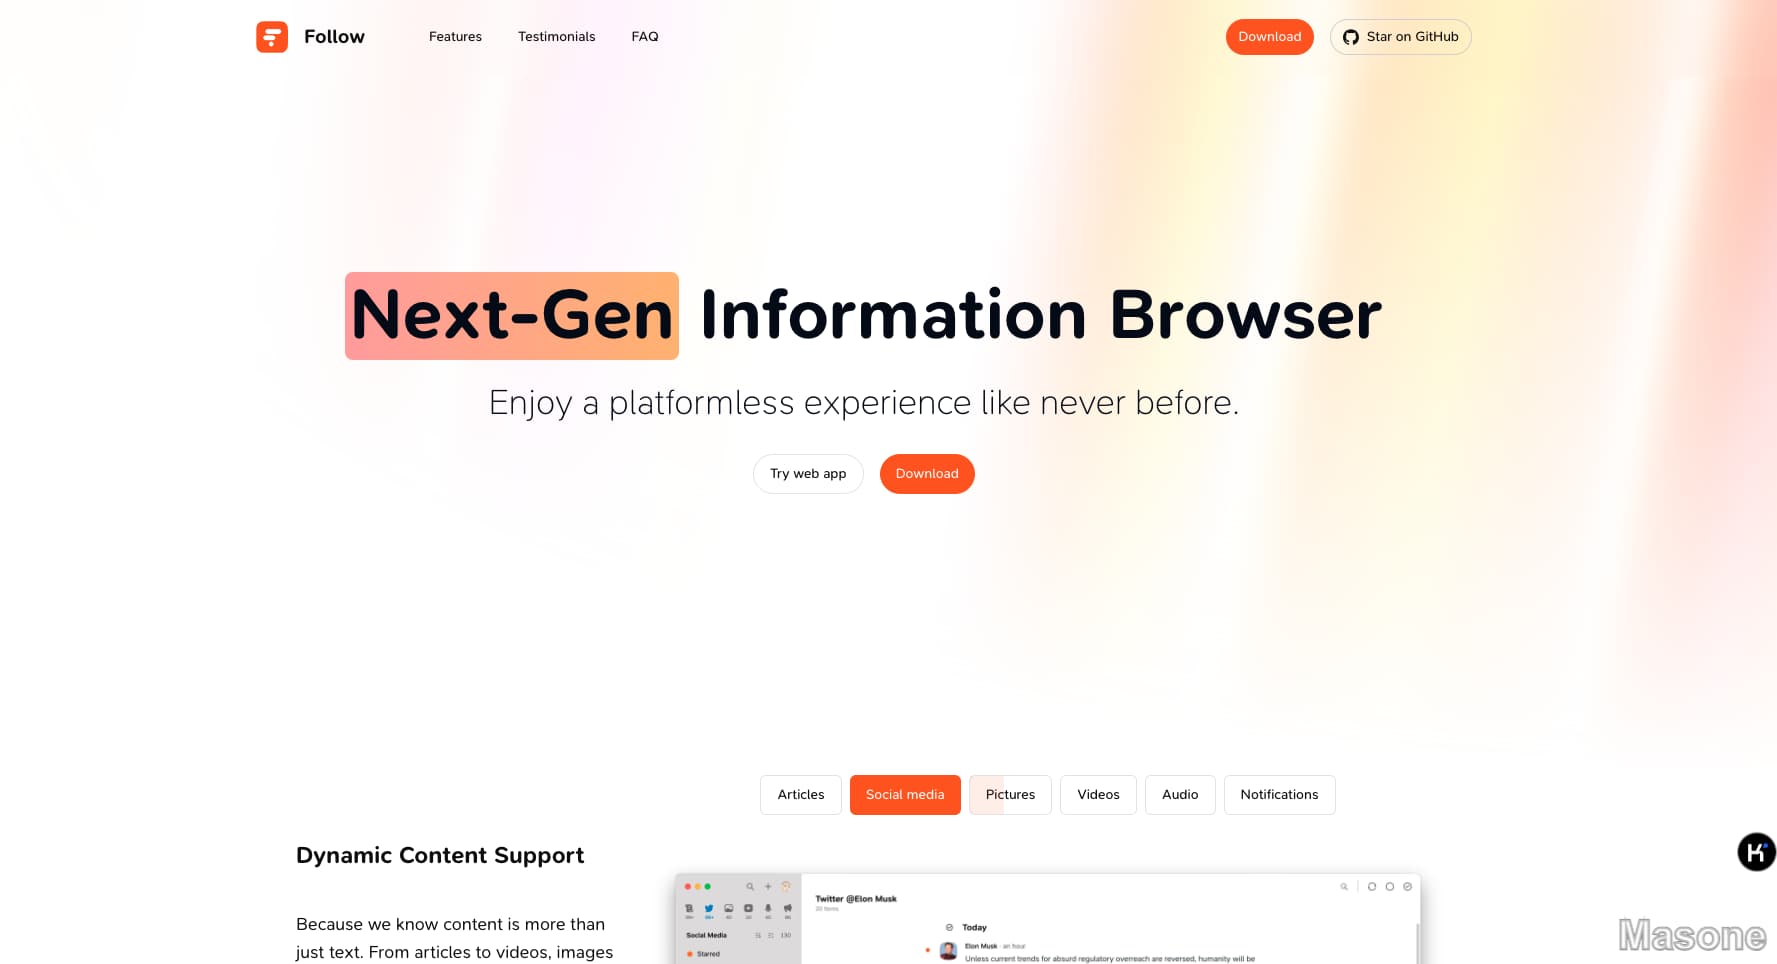 Follow
Features
Testimonials
FAQ
Download
Star on GitHub
Next-Gen Information Browser
Enjoy a platformless experience like never before.
Try web app
Download
Articles
Social media
Pictures
Videos
Audio
Notifications
Dynamic Content Support
Because we know content is more than
just text. From articles to videos, images
Twitter @Elon Musk
20 Items
Social Media
130
Starred
Today
Elon Musk · an hour
Unless current trends for absurd regulatory overreach are reversed, humanity will be
Masone